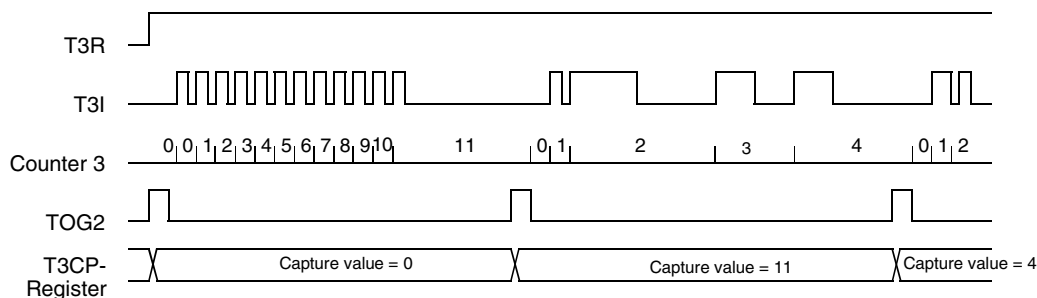 T3R
T3I
Counter 3 0 0 1 2 3 4 5 6 7 8 9 10 11 0 1 2 3 4 0 1 2
TOG2
T3CP-
Register
Capture value = 0 Capture value = 11 Capture value = 4